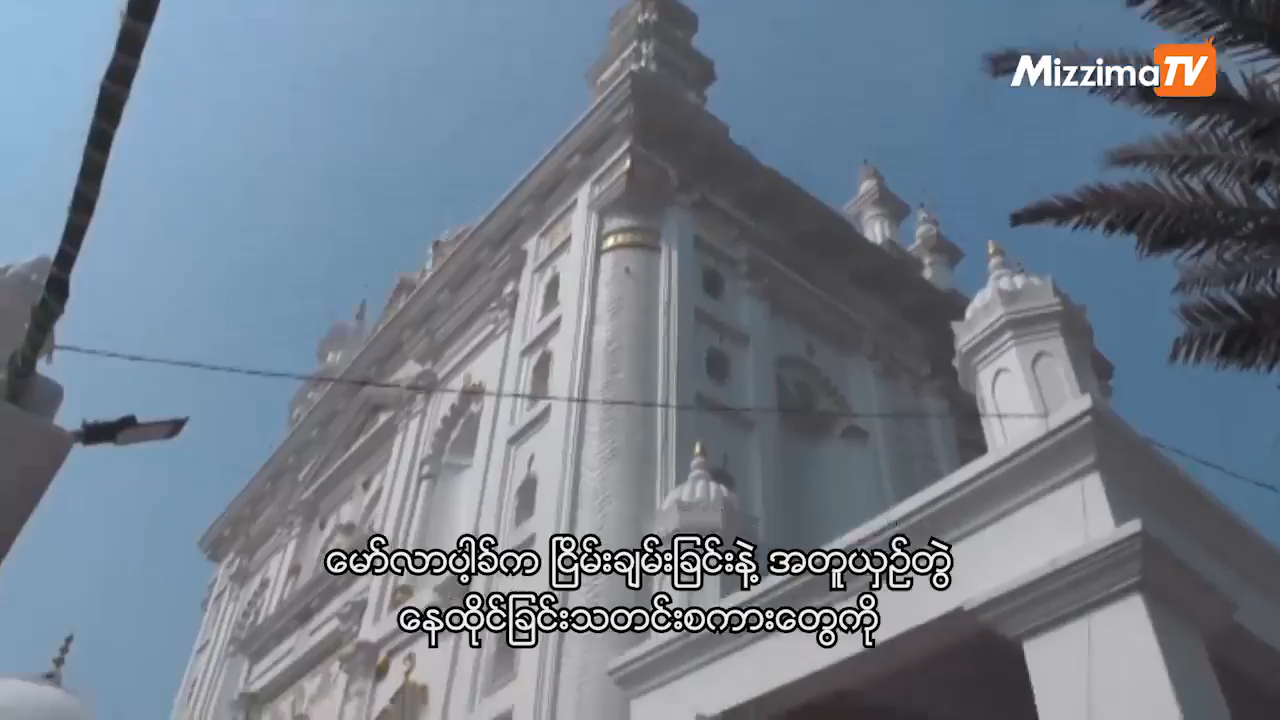 MizzimaTV
မော်လာပါ့ခ်က ငြိမ်းချမ်းခြင်းနဲ့ အတူယှဉ်တွဲ
နေထိုင်ခြင်းသတင်းစကားတွေကို